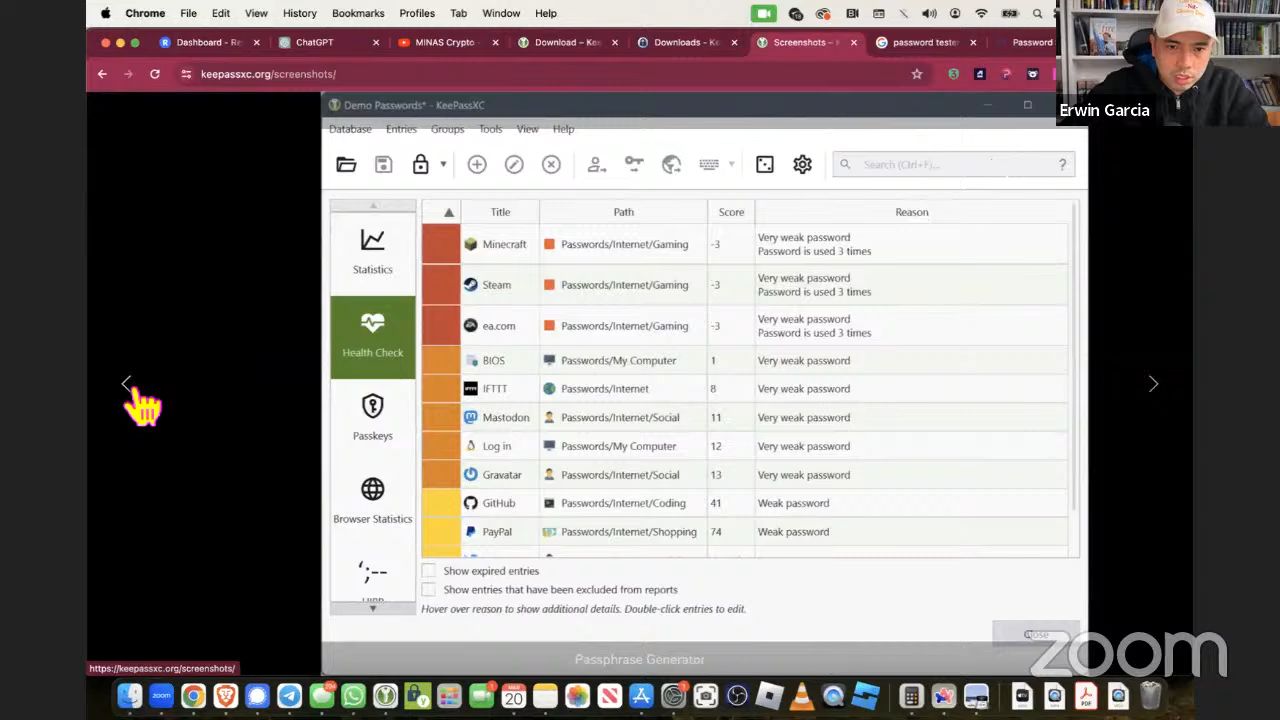 Chrome File Edit View History Bookmarks Profiles Tab Window Help
Dashboard - Re
ChatGPT
MINAS Crypto
Download – Kee
Downloads - Ke
Screenshots –
password tester
Password
keepassxc.org/screenshots/
Erwin Garcia
Demo Passwords* - KeePassXC
Database Entries Groups Tools View Help
Search (Ctrl+F)...
?
Title Path Score Reason
Statistics
Health Check
Passkeys
Browser Statistics
Minecraft Passwords/Internet/Gaming -3 Very weak password
Password is used 3 times
Steam Passwords/Internet/Gaming -3 Very weak password
Password is used 3 times
ea.com Passwords/Internet/Gaming -3 Very weak password
Password is used 3 times
BIOS Passwords/My Computer 1 Very weak password
IFTTT Passwords/Internet 8 Very weak password
Mastodon Passwords/Internet/Social 11 Very weak password
Log in Passwords/My Computer 12 Very weak password
Gravatar Passwords/Internet/Social 13 Very weak password
GitHub Passwords/Internet/Coding 41 Weak password
PayPal Passwords/Internet/Shopping 74 Weak password
Show expired entries
Show entries that have been excluded from reports
Hover over reason to show additional details. Double-click entries to edit.
Close
Passphrase Generator
https://keepassxc.org/screenshots/
zoom
zoom
MAR
20
PDF